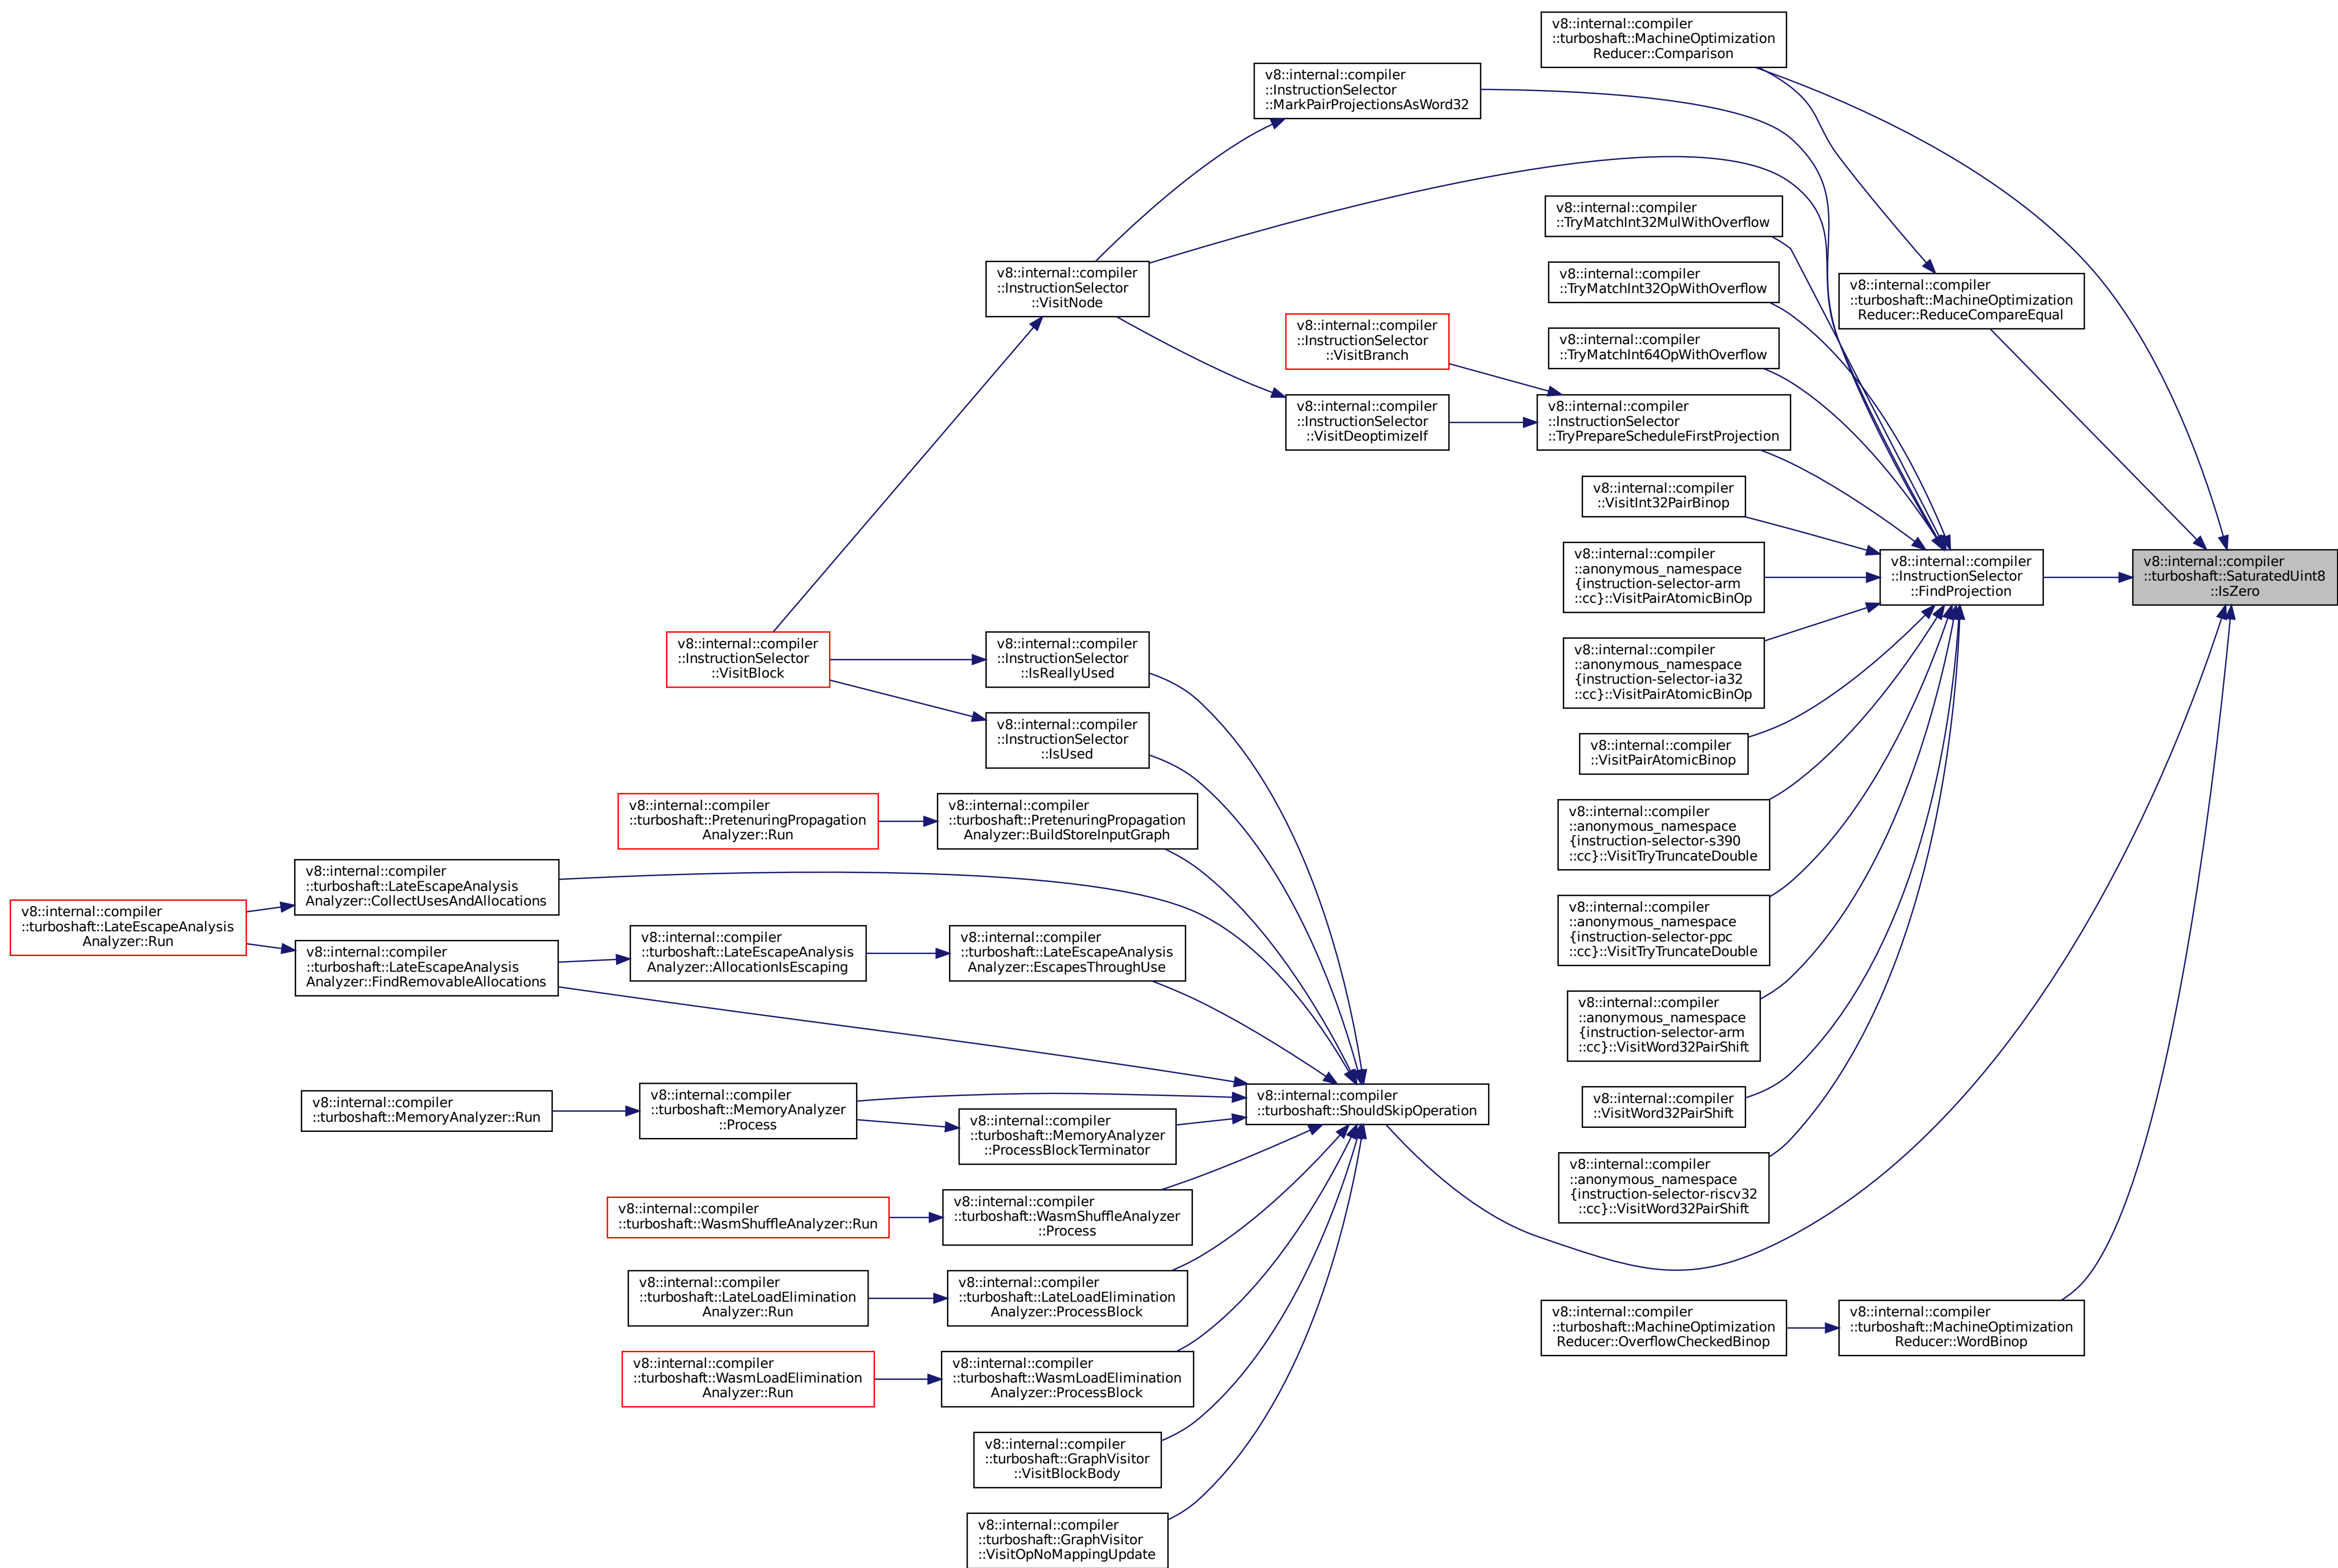 v8::internal::compiler
::turboshaft::MachineOptimization
Reducer::Comparison
v8::internal::compiler
::InstructionSelector
::MarkPairProjectionsAsWord32
v8::internal::compiler
::TryMatchInt32MulWithOverflow
v8::internal::compiler
::InstructionSelector
::VisitNode
v8::internal::compiler
::TryMatchInt32OpWithOverflow
v8::internal::compiler
::turboshaft::MachineOptimization
Reducer::ReduceCompareEqual
v8::internal::compiler
::InstructionSelector
::VisitBranch
v8::internal::compiler
::TryMatchInt64OpWithOverflow
v8::internal::compiler
::InstructionSelector
::VisitDeoptimizeIf
v8::internal::compiler
::InstructionSelector
::TryPrepareScheduleFirstProjection
v8::internal::compiler
::VisitInt32PairBinop
v8::internal::compiler
::anonymous_namespace
{instruction-selector-arm
::cc}::VisitPairAtomicBinOp
v8::internal::compiler
::InstructionSelector
::FindProjection
v8::internal::compiler
::turboshaft::SaturatedUint8
::IsZero
v8::internal::compiler
::InstructionSelector
::VisitBlock
v8::internal::compiler
::InstructionSelector
::IsReallyUsed
v8::internal::compiler
::anonymous_namespace
{instruction-selector-ia32
::cc}::VisitPairAtomicBinOp
v8::internal::compiler
::InstructionSelector
::IsUsed
v8::internal::compiler
::VisitPairAtomicBinop
v8::internal::compiler
::turboshaft::PretenuringPropagation
Analyzer::Run
v8::internal::compiler
::turboshaft::PretenuringPropagation
Analyzer::BuildStoreInputGraph
v8::internal::compiler
::anonymous_namespace
{instruction-selector-s390
::cc}::VisitTryTruncateDouble
v8::internal::compiler
::turboshaft::LateEscapeAnalysis
Analyzer::CollectUsesAndAllocations
v8::internal::compiler
::turboshaft::LateEscapeAnalysis
Analyzer::Run
v8::internal::compiler
::anonymous_namespace
{instruction-selector-ppc
::cc}::VisitTryTruncateDouble
v8::internal::compiler
::turboshaft::LateEscapeAnalysis
Analyzer::FindRemovableAllocations
v8::internal::compiler
::turboshaft::LateEscapeAnalysis
Analyzer::AllocationIsEscaping
v8::internal::compiler
::turboshaft::LateEscapeAnalysis
Analyzer::EscapesThroughUse
v8::internal::compiler
::anonymous_namespace
{instruction-selector-arm
::cc}::VisitWord32PairShift
v8::internal::compiler
::turboshaft::MemoryAnalyzer::Run
v8::internal::compiler
::turboshaft::MemoryAnalyzer
::Process
v8::internal::compiler
::turboshaft::ShouldSkipOperation
v8::internal::compiler
::VisitWord32PairShift
v8::internal::compiler
::turboshaft::MemoryAnalyzer
::ProcessBlockTerminator
v8::internal::compiler
::anonymous_namespace
{instruction-selector-riscv32
::cc}::VisitWord32PairShift
v8::internal::compiler
::turboshaft::WasmShuffleAnalyzer::Run
v8::internal::compiler
::turboshaft::WasmShuffleAnalyzer
::Process
v8::internal::compiler
::turboshaft::LateLoadElimination
Analyzer::Run
v8::internal::compiler
::turboshaft::LateLoadElimination
Analyzer::ProcessBlock
v8::internal::compiler
::turboshaft::MachineOptimization
Reducer::OverflowCheckedBinop
v8::internal::compiler
::turboshaft::MachineOptimization
Reducer::WordBinop
v8::internal::compiler
::turboshaft::WasmLoadElimination
Analyzer::Run
v8::internal::compiler
::turboshaft::WasmLoadElimination
Analyzer::ProcessBlock
v8::internal::compiler
::turboshaft::GraphVisitor
::VisitBlockBody
v8::internal::compiler
::turboshaft::GraphVisitor
::VisitOpNoMappingUpdate